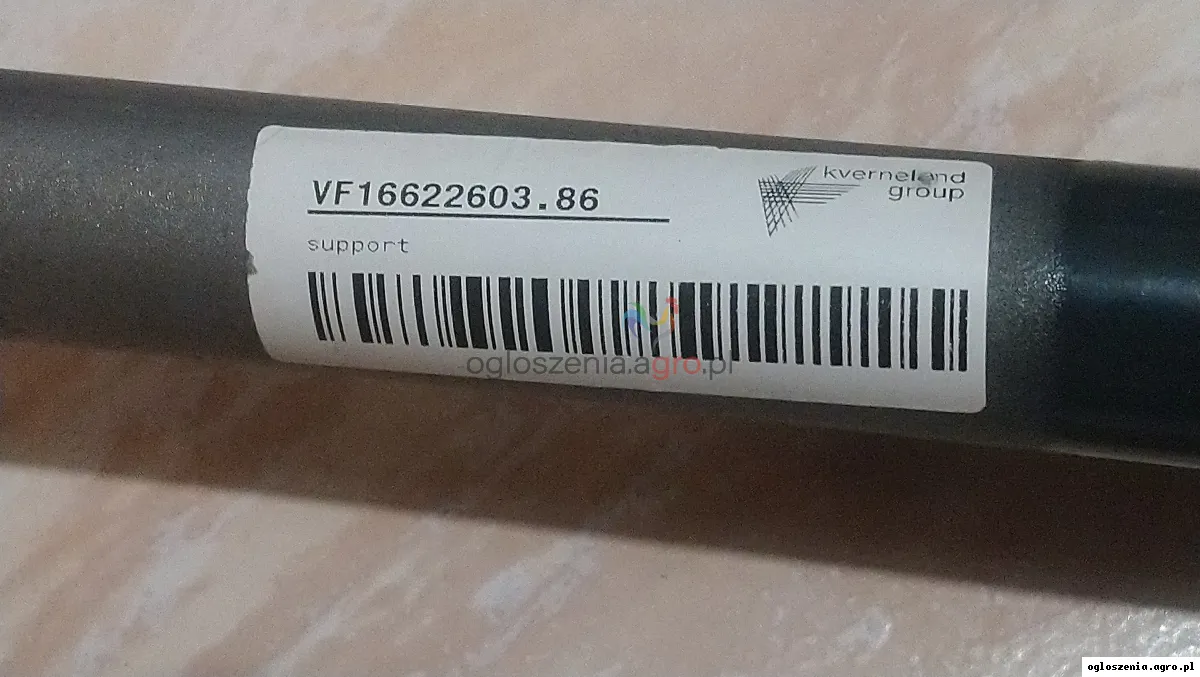 VF16622603.86
kverneland
group
support
ogloszenia.agro.pl
ogloszenia.agro.pl